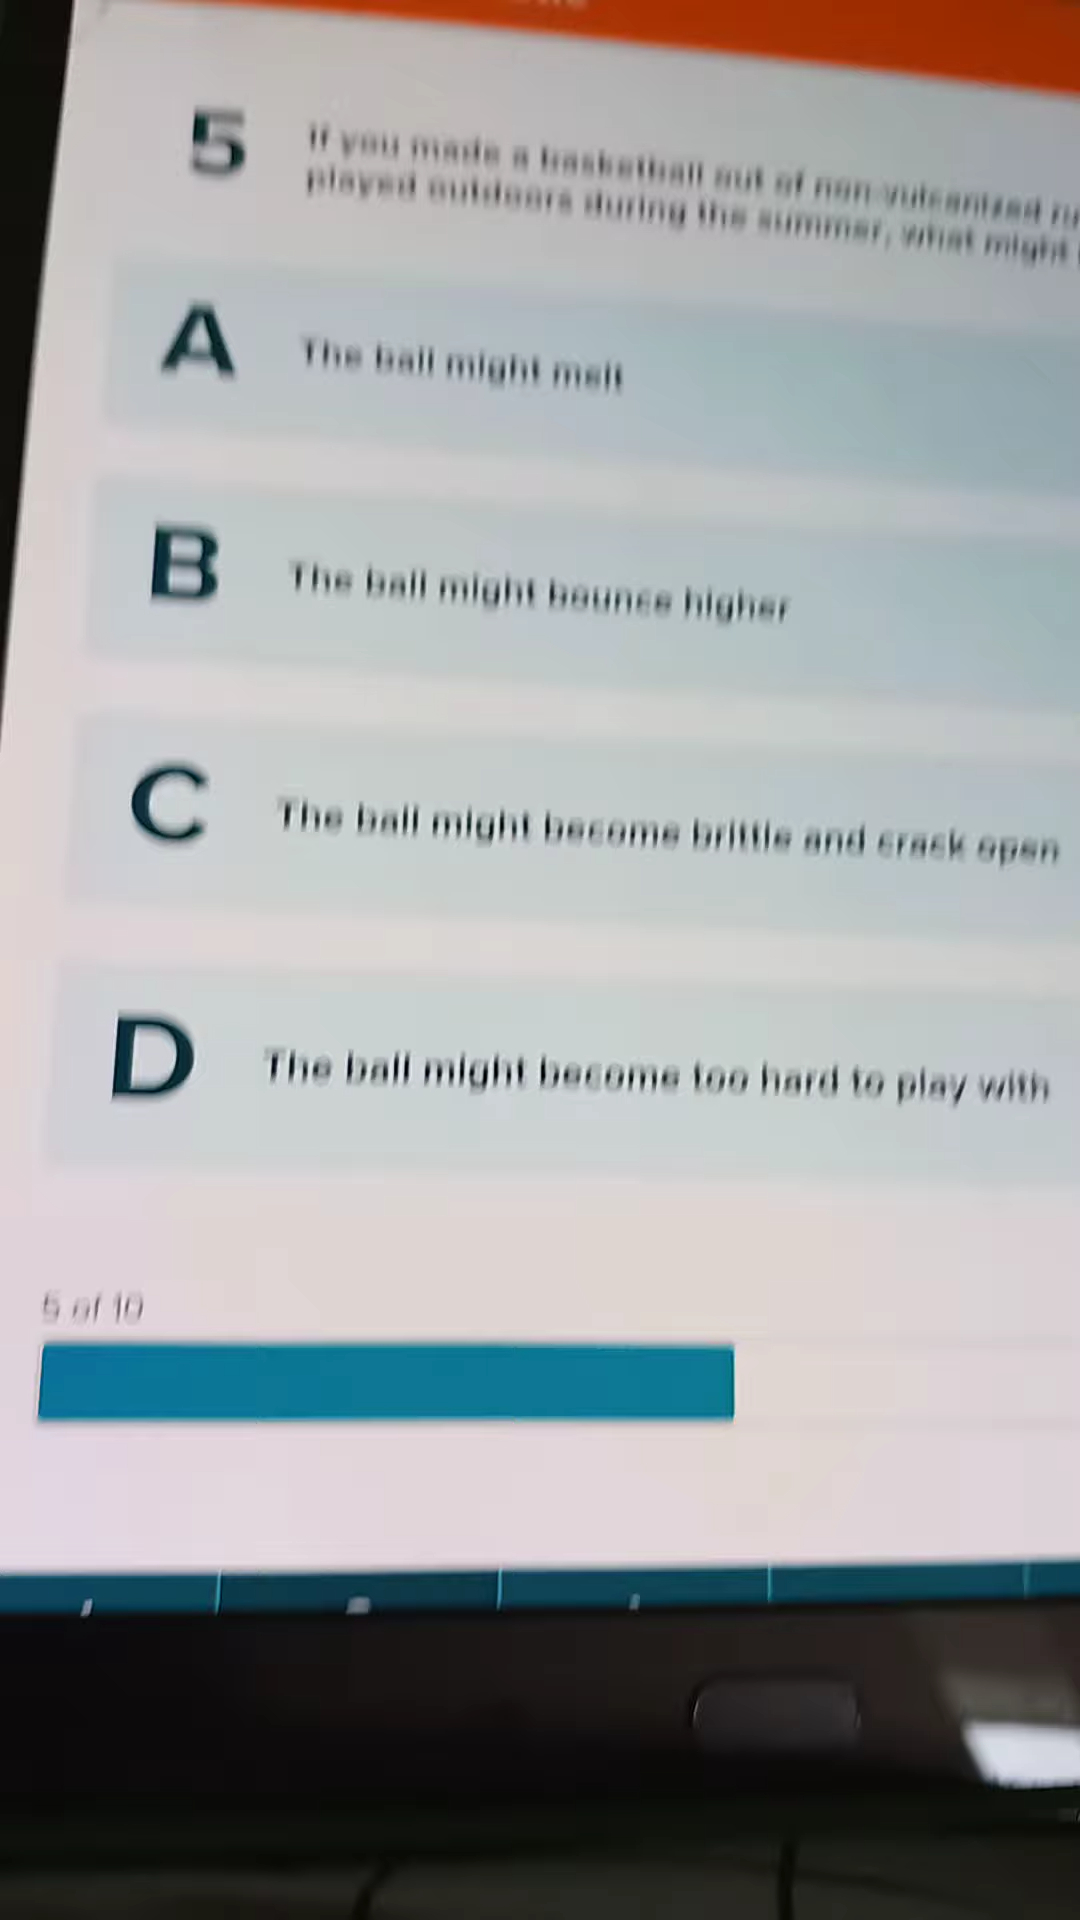 5
If you made a basketball out of non-vulcanized
played outdoors during the summer, what might
A
The ball might melt
B
The ball might bounce higher
C
The ball might become brittle and crack open
D
The ball might become too hard to play with
5 of 10